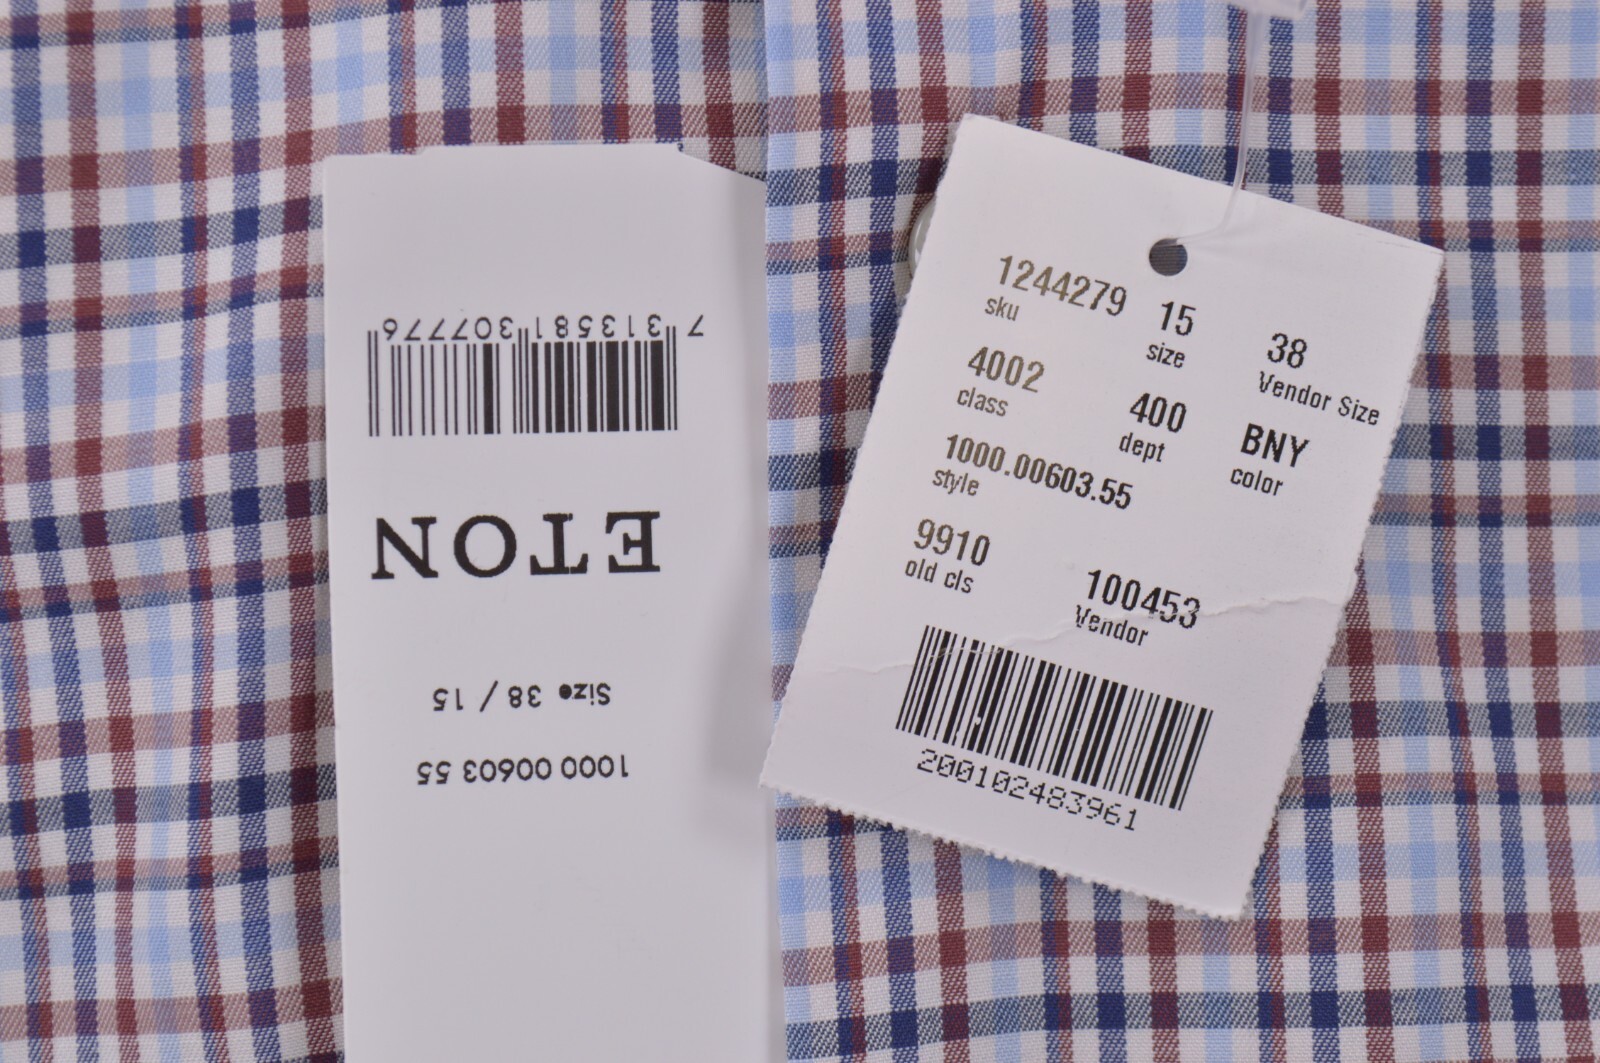 1000 00603 55
Size 38 / 15
ETON
7 313581 307776
1244279
sku
15
size
38
Vendor Size
4002
class
400
dept
BNY
color
1000.00603.55
style
9910
old cls
100453
Vendor
200102483961